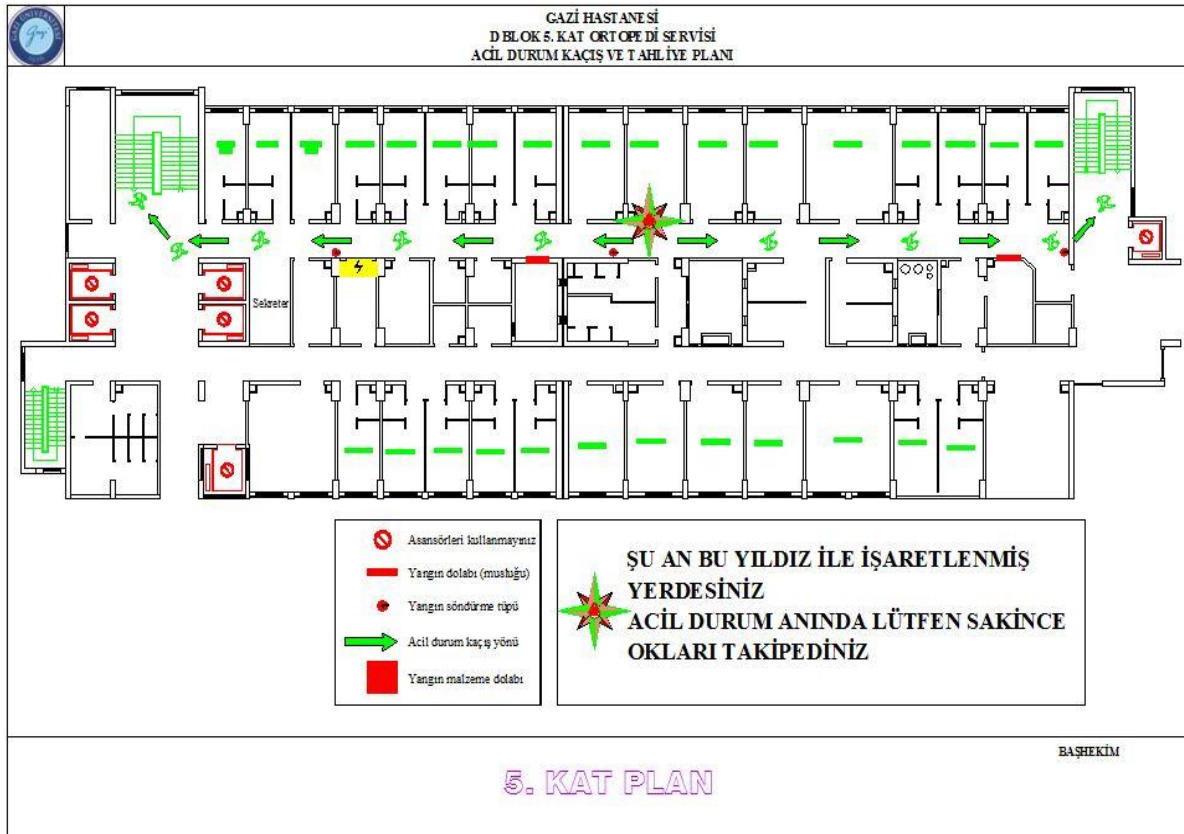 GAZİ HASTANESİ
D BLOK 5. KAT ORTOPEDİ SERVİSİ
ACİL DURUM KAÇIŞ VE TAHLİYE PLANI
Sekreter
Asansörleri kullanmayınız
Yangın dolabı (musluğu)
Yangın söndürme tüpü
Acil durum kaçış yönü
Yangın malzeme dolabı
ŞU AN BU YILDIZ İLE İŞARETLENMİŞ
YERDESİNİZ
ACİL DURUM ANINDA LÜTFEN SAKİNCE
OKLARI TAKİPEDİNİZ
BAŞHEKİM
5. KAT PLAN